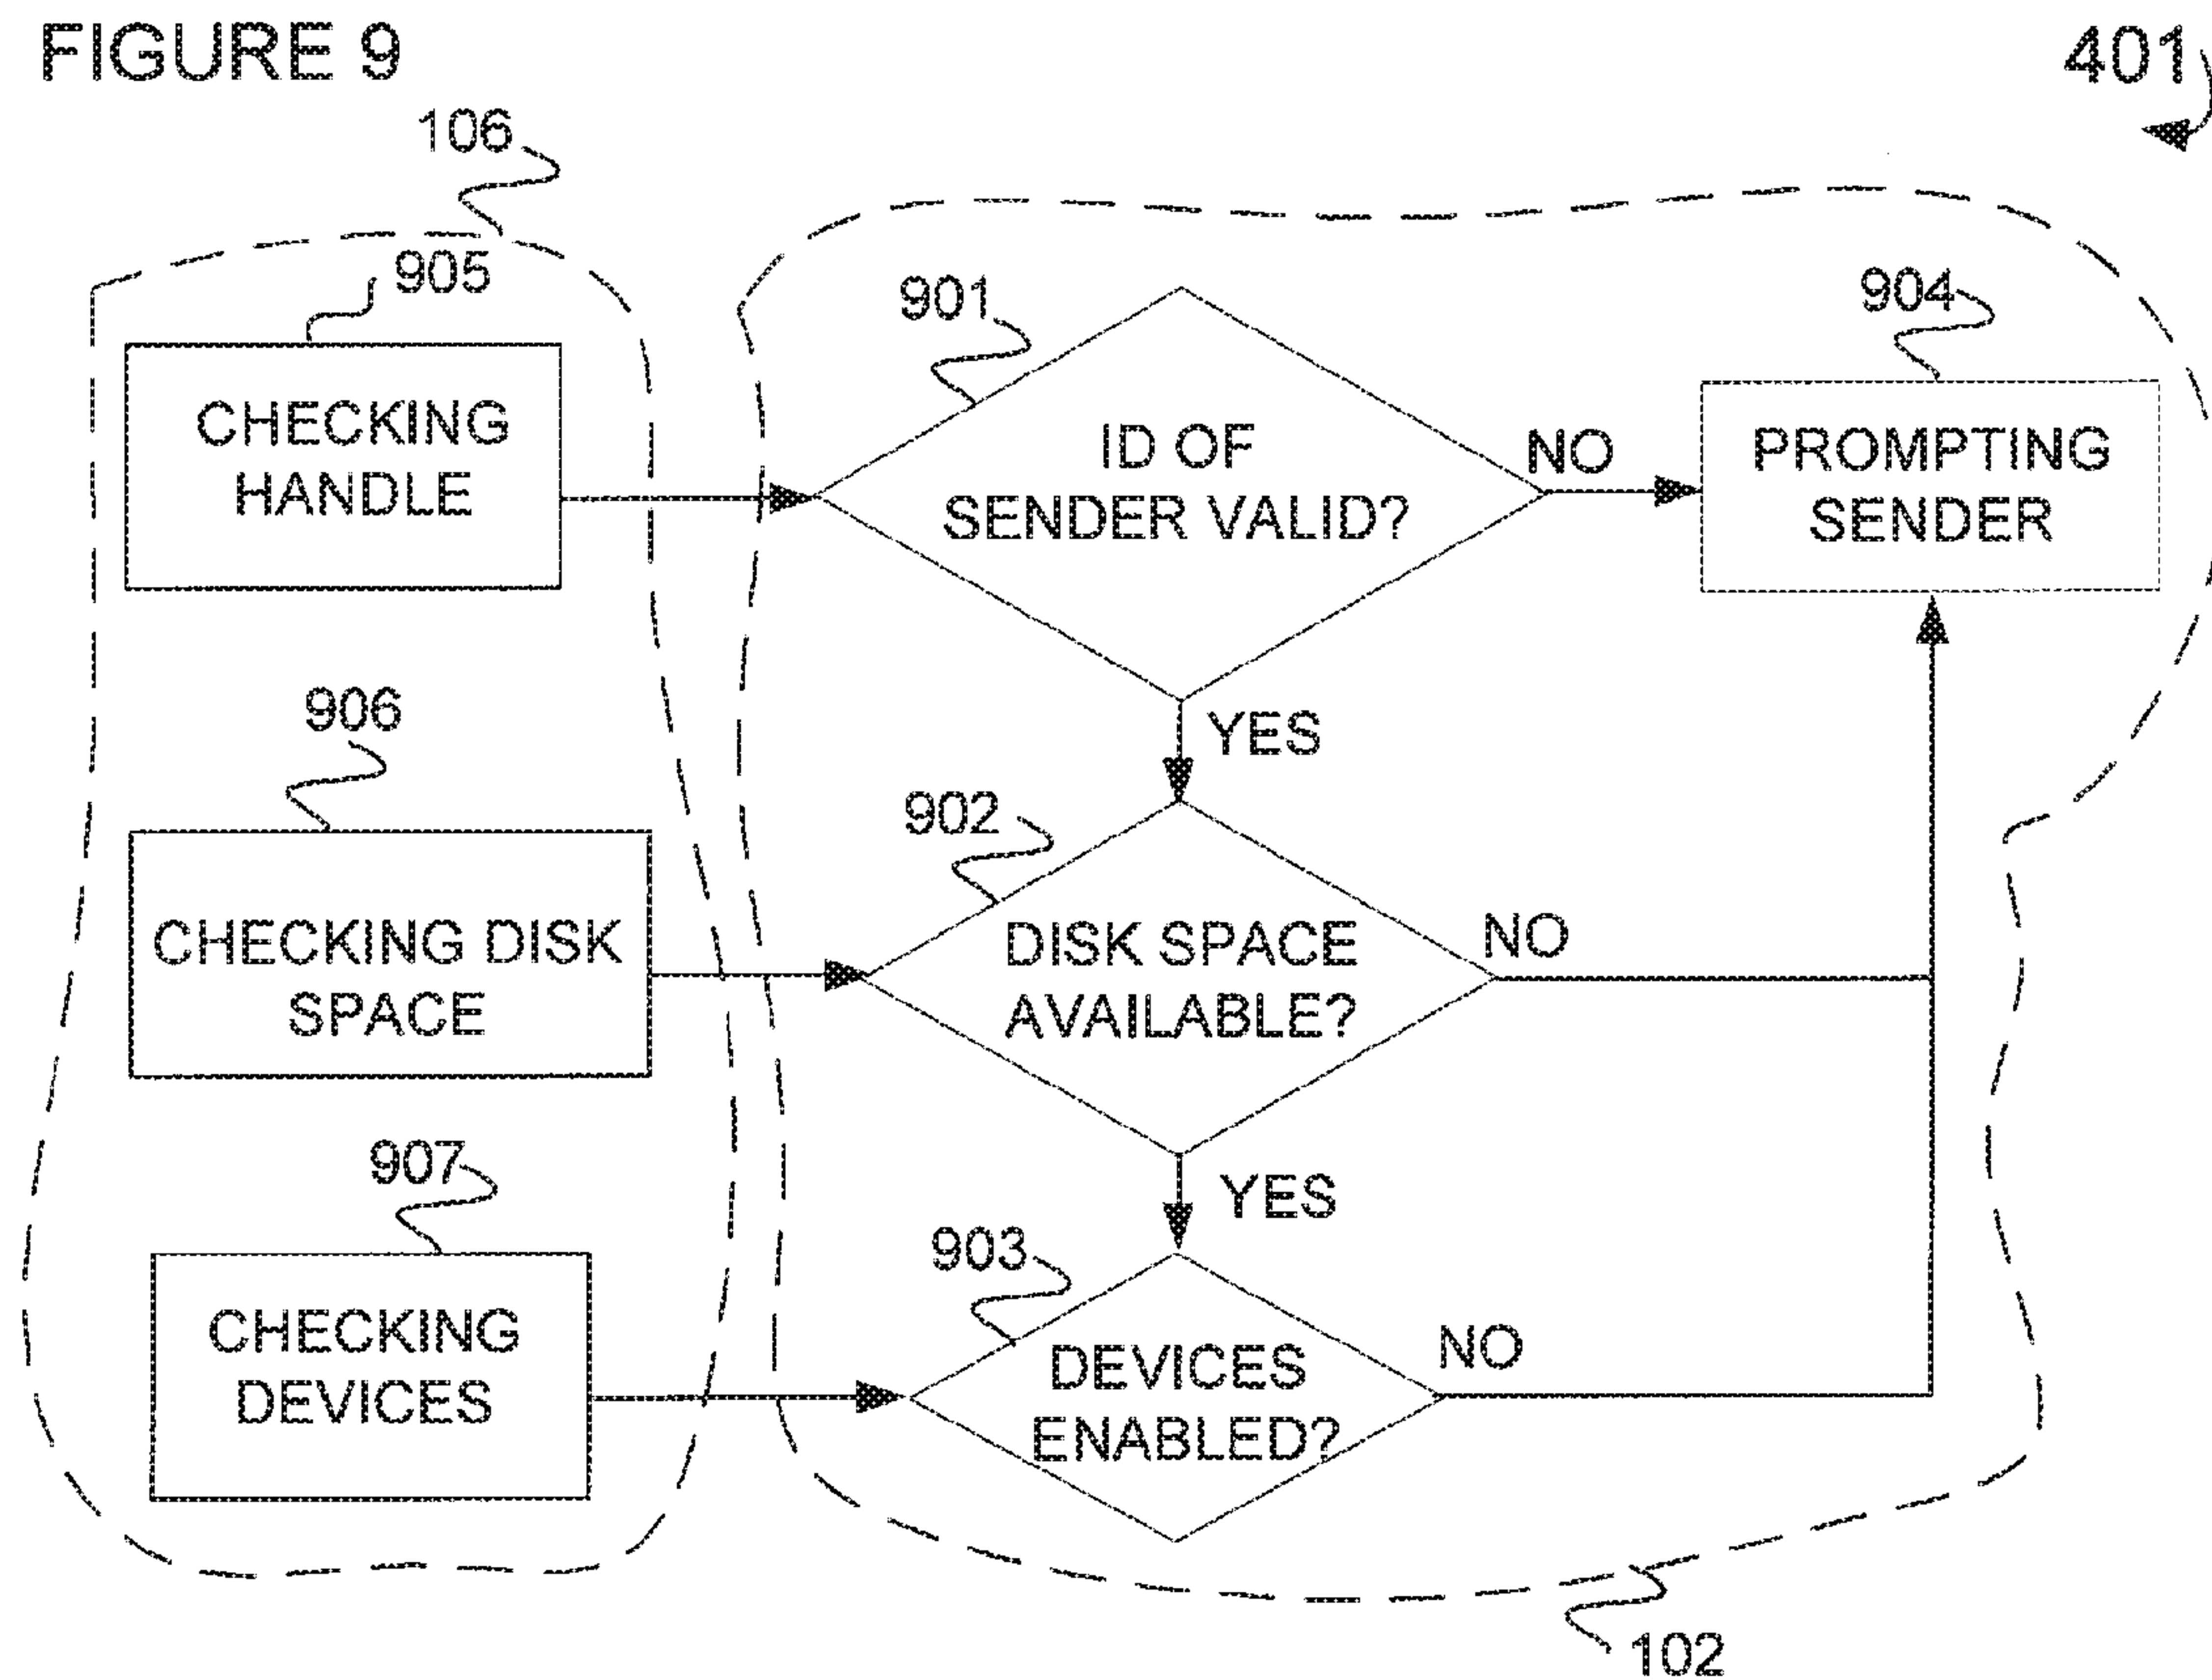 FIGURE 9
401
106
905
901
904
CHECKING
HANDLE
ID OF
SENDER VALID?
NO
PROMPTING
SENDER
906
YES
902
CHECKING DISK
SPACE
DISK SPACE
AVAILABLE?
NO
907
YES
903
CHECKING
DEVICES
DEVICES
ENABLED?
NO
102